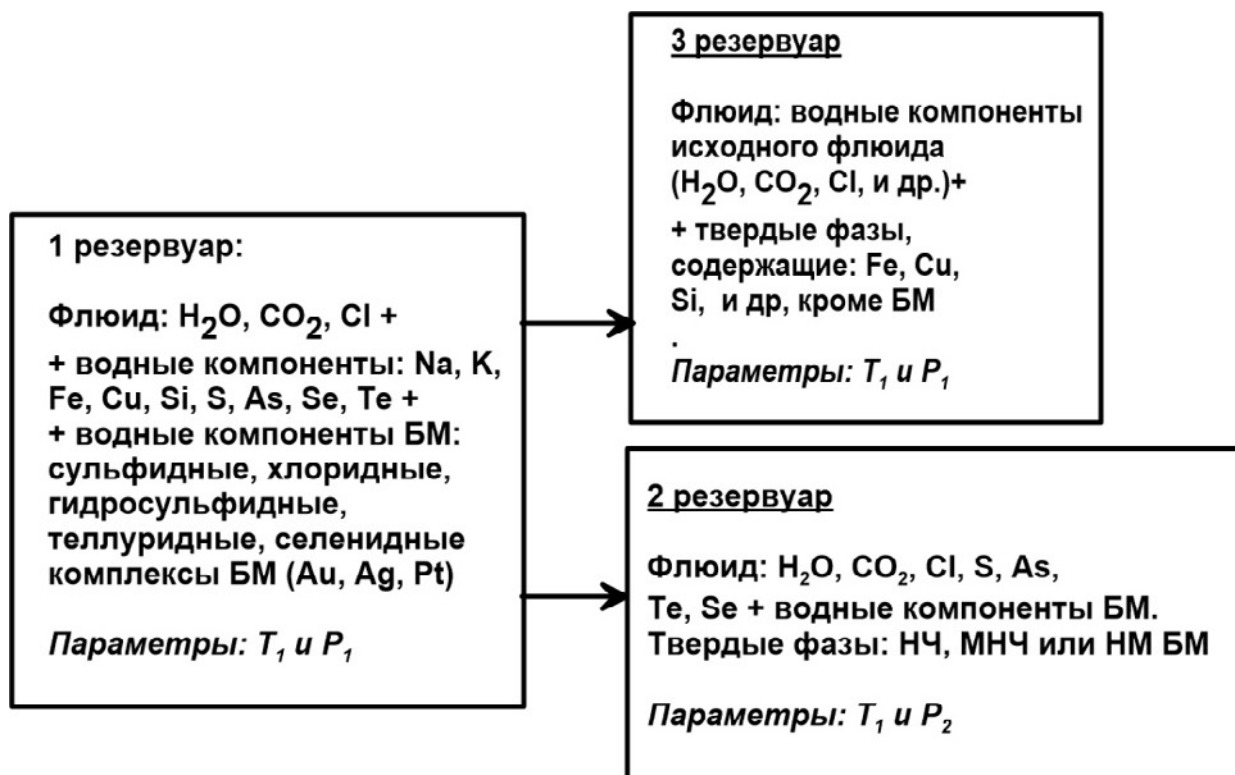 1 резервуар:
Флюид: H₂O, CO₂, Cl +
+ водные компоненты: Na, K,
Fe, Cu, Si, S, As, Se, Te +
+ водные компоненты БМ:
сульфидные, хлоридные,
гидросульфидные,
теллуридные, селенидные
комплексы БМ (Au, Ag, Pt)
Параметры: T₁ и P₁
3 резервуар
Флюид: водные компоненты
исходного флюида
(H₂O, CO₂, Cl, и др.)+
+ твердые фазы,
содержащие: Fe, Cu,
Si, и др, кроме БМ
.
Параметры: T₁ и P₁
2 резервуар
Флюид: H₂O, CO₂, Cl, S, As,
Te, Se + водные компоненты БМ.
Твердые фазы: НЧ, МНЧ или НМ БМ
Параметры: T₁ и P₂